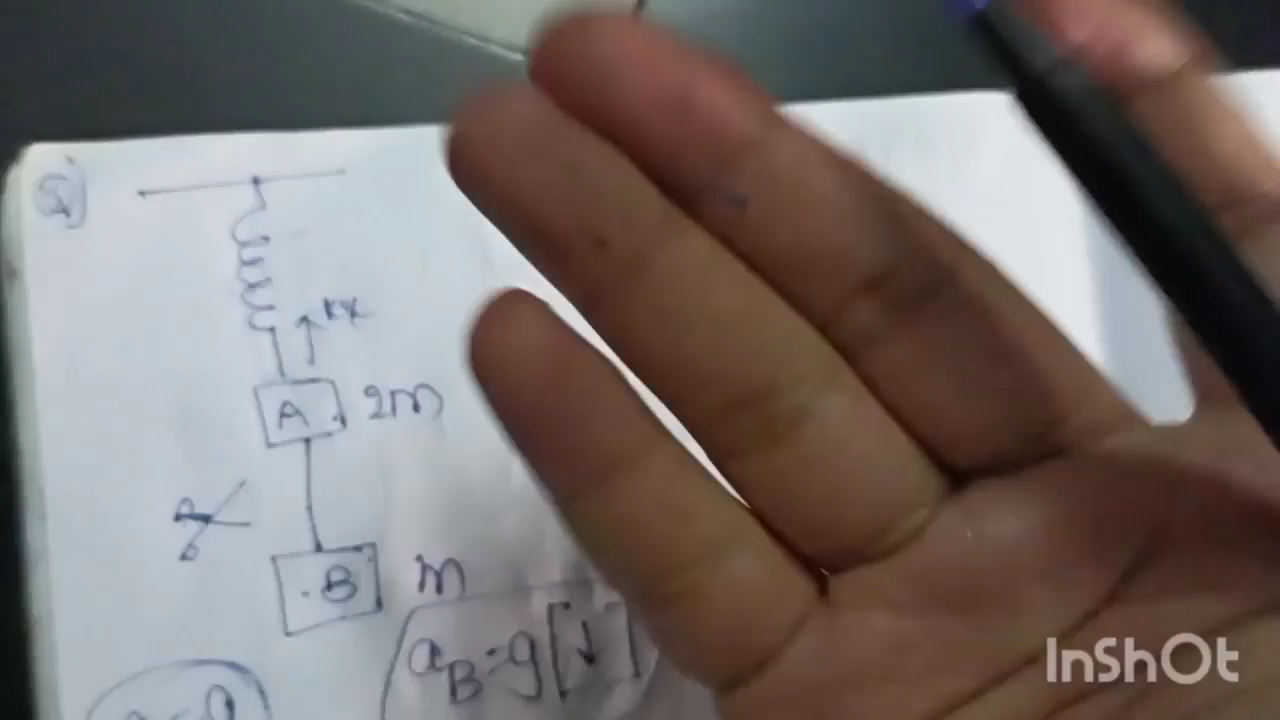 Q)
kx
A 2m
B m
aB=g[↓]
InShOt